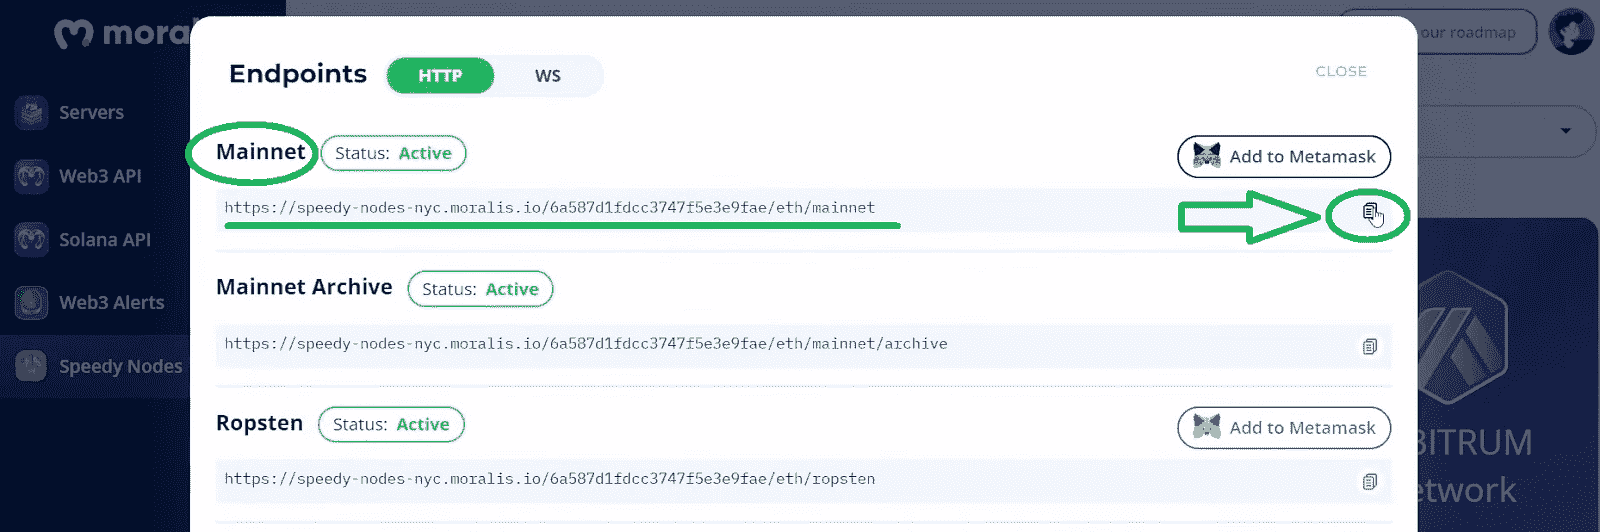 moral
our roadmap
Endpoints HTTP WS CLOSE
Servers
Mainnet Status: Active Add to Metamask
Web3 API
https://speedy-nodes-nyc.moralis.io/6a587d1fdcc3747f5e3e9fae/eth/mainnet
Solana API
Mainnet Archive Status: Active
Web3 Alerts
https://speedy-nodes-nyc.moralis.io/6a587d1fdcc3747f5e3e9fae/eth/mainnet/archive
Speedy Nodes
Ropsten Status: Active Add to Metamask
BITRUM
https://speedy-nodes-nyc.moralis.io/6a587d1fdcc3747f5e3e9fae/eth/ropsten
etwork